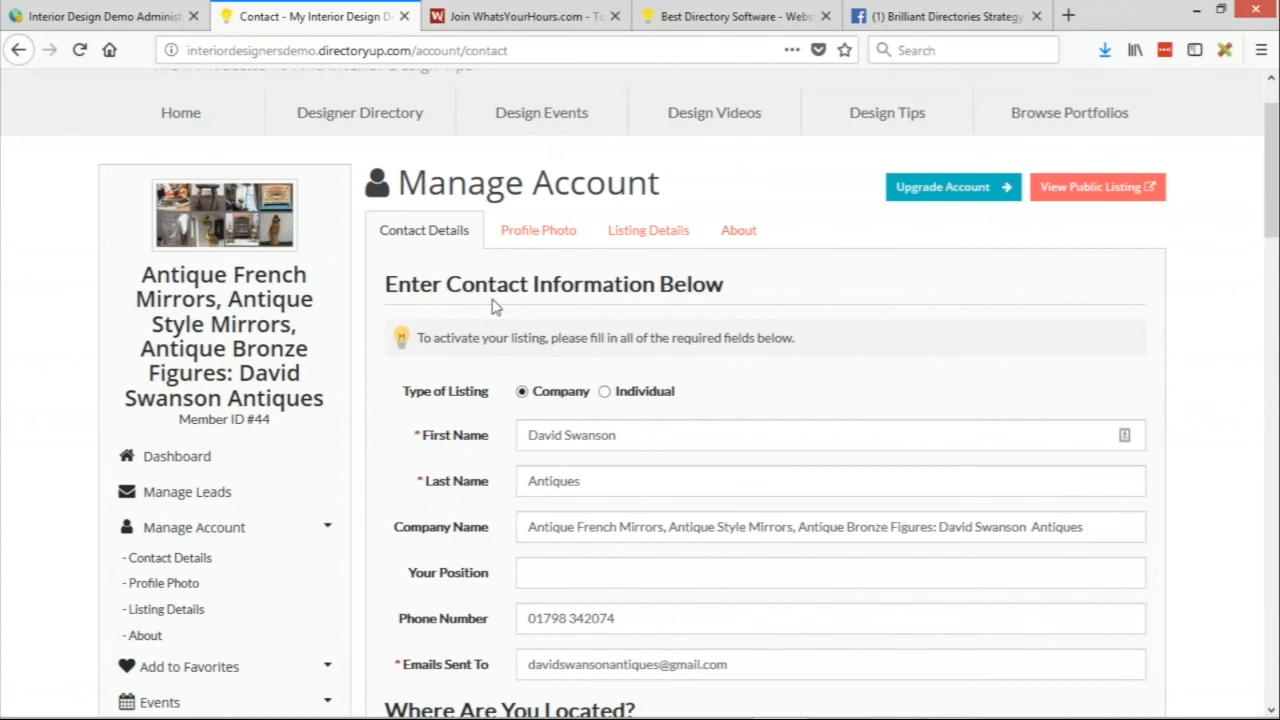 Interior Design Demo Administ
Contact - My Interior Design D
Join WhatsYourHours.com - To
Best Directory Software - Webs
(1) Brilliant Directories Strategy
interiordesignersdemo.directoryup.com/account/contact
Search
Home
Designer Directory
Design Events
Design Videos
Design Tips
Browse Portfolios
Antique French
Mirrors, Antique
Style Mirrors,
Antique Bronze
Figures: David
Swanson Antiques
Member ID #44
Dashboard
Manage Leads
Manage Account
- Contact Details
- Profile Photo
- Listing Details
- About
Add to Favorites
Events
Manage Account
Upgrade Account
View Public Listing
Contact Details
Profile Photo
Listing Details
About
Enter Contact Information Below
To activate your listing, please fill in all of the required fields below.
Type of Listing Company Individual
* First Name David Swanson
* Last Name Antiques
Company Name Antique French Mirrors, Antique Style Mirrors, Antique Bronze Figures: David Swanson Antiques
Your Position
Phone Number 01798 342074
* Emails Sent To davidswansonantiques@gmail.com
Where Are You Located?